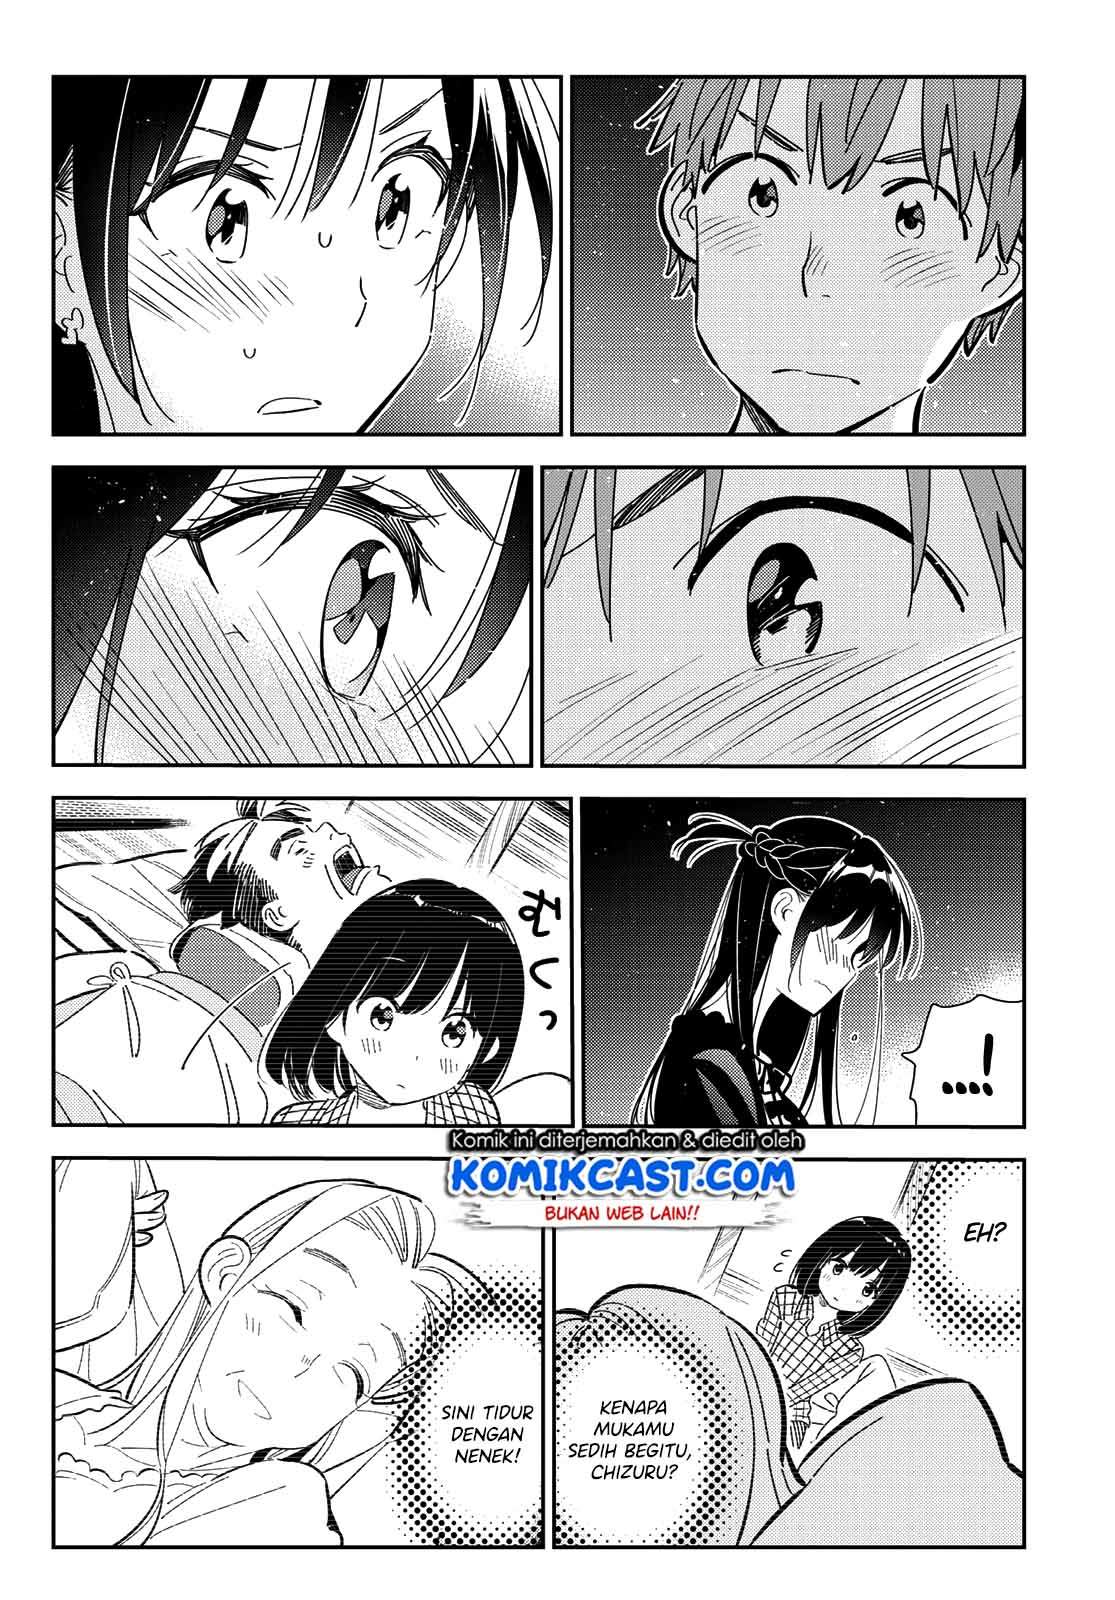 ....!
むくっ
Komik ini diterjemahkan & diedit oleh
KOMIKCAST.COM
BUKAN WEB LAIN!!
EH?
KENAPA
MUKAMU
SEDIH BEGITU,
CHIZURU?
SINI TIDUR
DENGAN
NENEK!